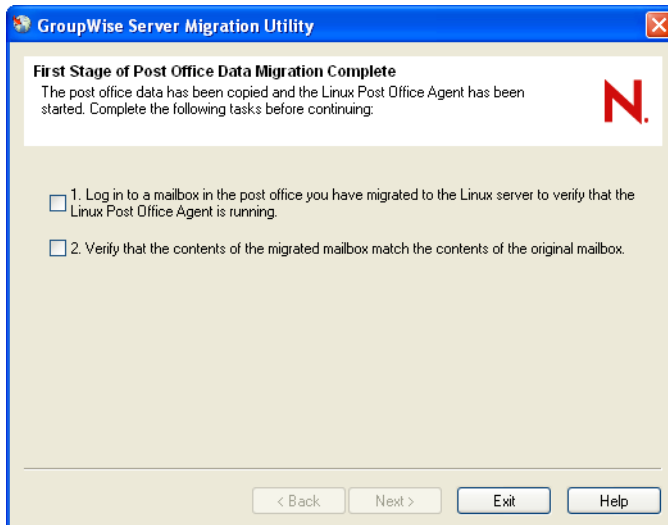 GroupWise Server Migration Utility
First Stage of Post Office Data Migration Complete
The post office data has been copied and the Linux Post Office Agent has been
started. Complete the following tasks before continuing:
N.
1. Log in to a mailbox in the post office you have migrated to the Linux server to verify that the
Linux Post Office Agent is running.
2. Verify that the contents of the migrated mailbox match the contents of the original mailbox.
< Back
Next >
Exit
Help